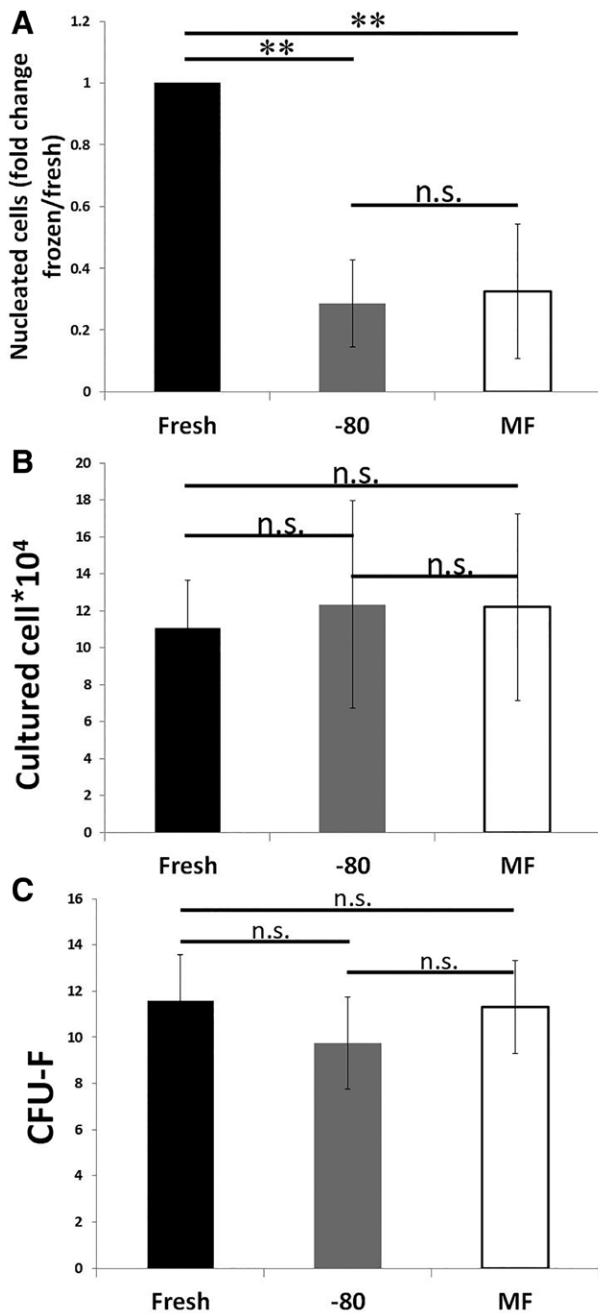 A
Nucleated cells (fold change
frozen/fresh)
1.2
1
0.8
0.6
0.4
0.2
0
**
**
n.s.
Fresh
-80
MF
B
Cultured cell*10⁴
20
18
16
14
12
10
8
6
4
2
0
n.s.
n.s.
n.s.
Fresh
-80
MF
C
CFU-F
16
14
12
10
8
6
4
2
0
n.s.
n.s.
n.s.
Fresh
-80
MF